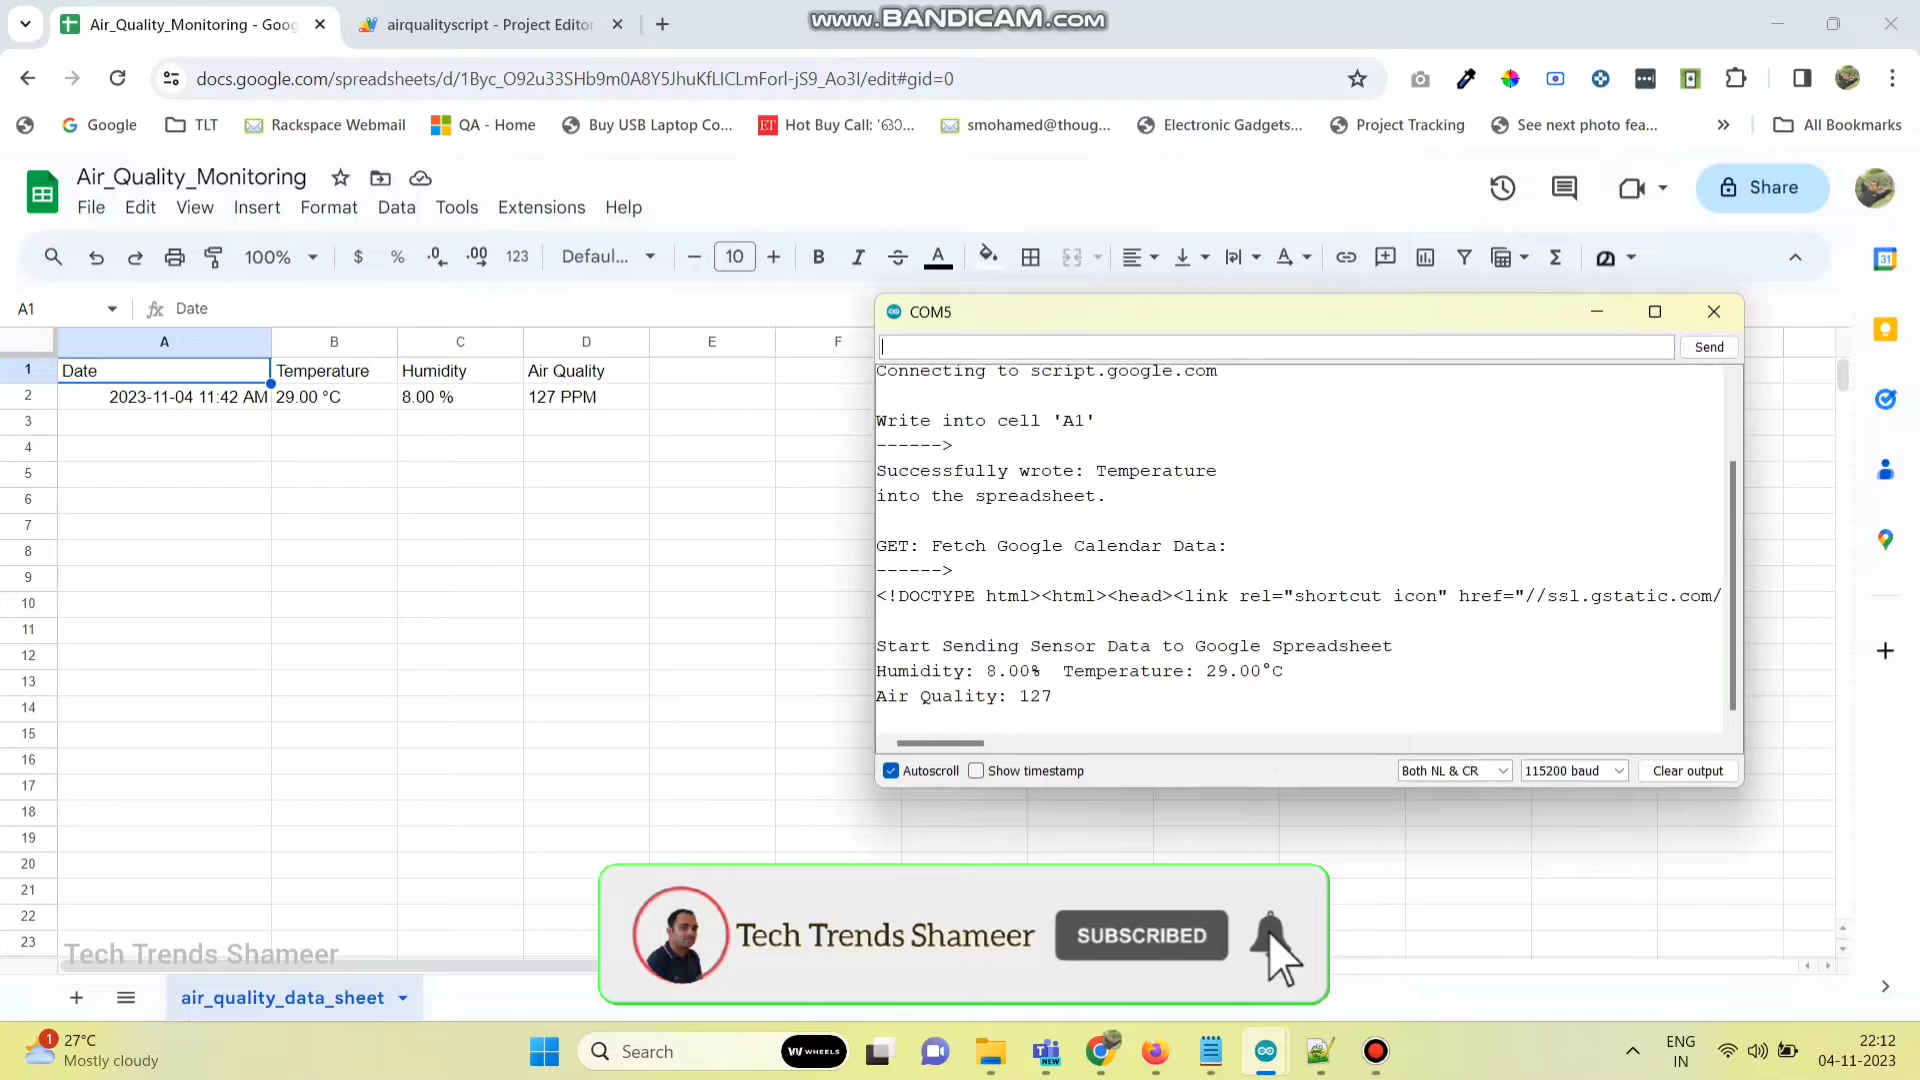 Air_Quality_Monitoring - Goog
airqualityscript - Project Editor
www.BANDICAM.com
docs.google.com/spreadsheets/d/1Byc_O92u33SHb9m0A8Y5JhuKfLICLmForl-jS9_Ao3I/edit#gid=0
Google
TLT
Rackspace Webmail
QA - Home
Buy USB Laptop Co...
Hot Buy Call:
smohamed@thoug...
Electronic Gadgets...
Project Tracking
See next photo fea...
All Bookmarks
Air_Quality_Monitoring
File Edit View Insert Format Data Tools Extensions Help
Share
100% $ % .0 .00 123 Defaul... 10 B I A
31
A1 fx Date
A B C D E F
1 Date Temperature Humidity Air Quality
2 2023-11-04 11:42 AM 29.00 °C 8.00 % 127 PPM
3
4
5
6
7
8
9
10
11
12
13
14
15
16
17
18
19
20
21
22
23
COM5
Send
Connecting to script.google.com
Write into cell 'A1'
------>
Successfully wrote: Temperature
into the spreadsheet.
GET: Fetch Google Calendar Data:
------>
<!DOCTYPE html><html><head><link rel="shortcut icon" href="//ssl.gstatic.com/
Start Sending Sensor Data to Google Spreadsheet
Humidity: 8.00%  Temperature: 29.00°C
Air Quality: 127
Autoscroll Show timestamp Both NL & CR 115200 baud Clear output
Tech Trends Shameer SUBSCRIBED
Tech Trends Shameer
air_quality_data_sheet
1
27°C
Mostly cloudy
Search
WHEELS
NEW
ENG
IN
22:12
04-11-2023